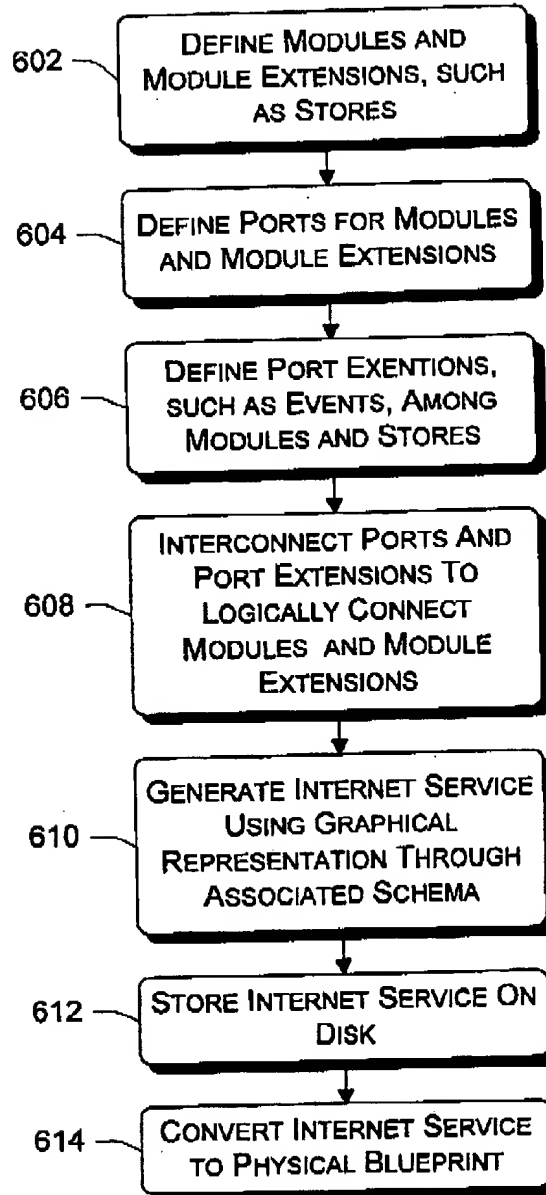 602
DEFINE MODULES AND
MODULE EXTENSIONS, SUCH
AS STORES
604
DEFINE PORTS FOR MODULES
AND MODULE EXTENSIONS
606
DEFINE PORT EXENTIONS,
SUCH AS EVENTS, AMONG
MODULES AND STORES
608
INTERCONNECT PORTS AND
PORT EXTENSIONS TO
LOGICALLY CONNECT
MODULES AND MODULE
EXTENSIONS
610
GENERATE INTERNET SERVICE
USING GRAPHICAL
REPRESENTATION THROUGH
ASSOCIATED SCHEMA
612
STORE INTERNET SERVICE ON
DISK
614
CONVERT INTERNET SERVICE
TO PHYSICAL BLUEPRINT